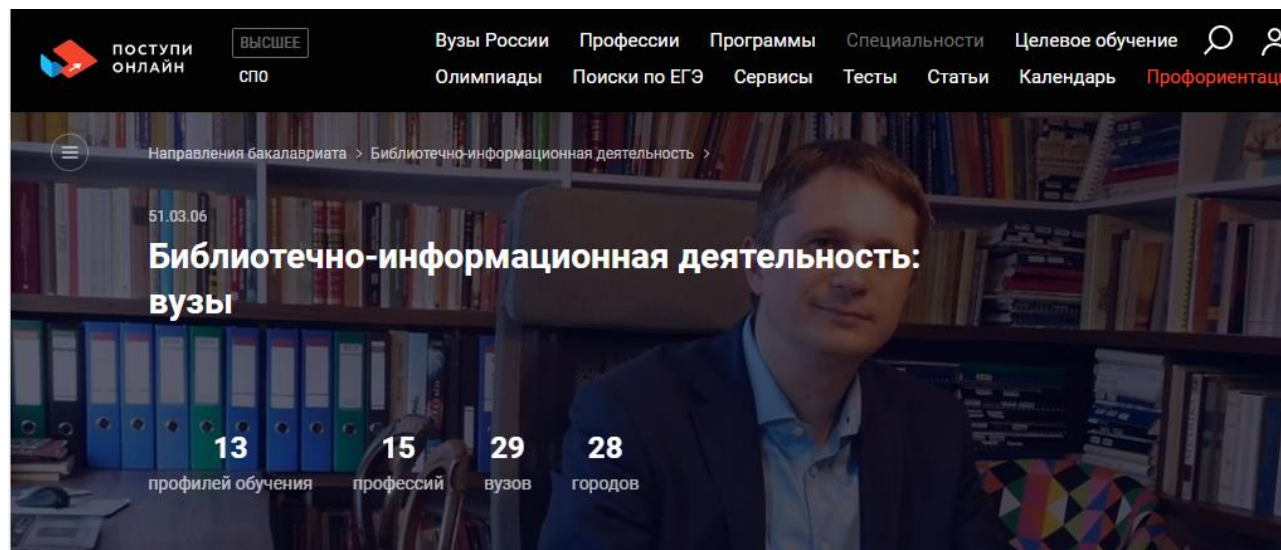 ПОСТУПИ
ОНЛАЙН
ВЫСШЕЕ
СПО
Вузы России Профессии Программы Специальности Целевое обучение
Олимпиады Поиски по ЕГЭ Сервисы Тесты Статьи Календарь Профориентаци
Направления бакалавриата > Библиотечно-информационная деятельность >
51.03.06
Библиотечно-информационная деятельность:
вузы
13 15 29 28
профилей обучения профессий вузов городов